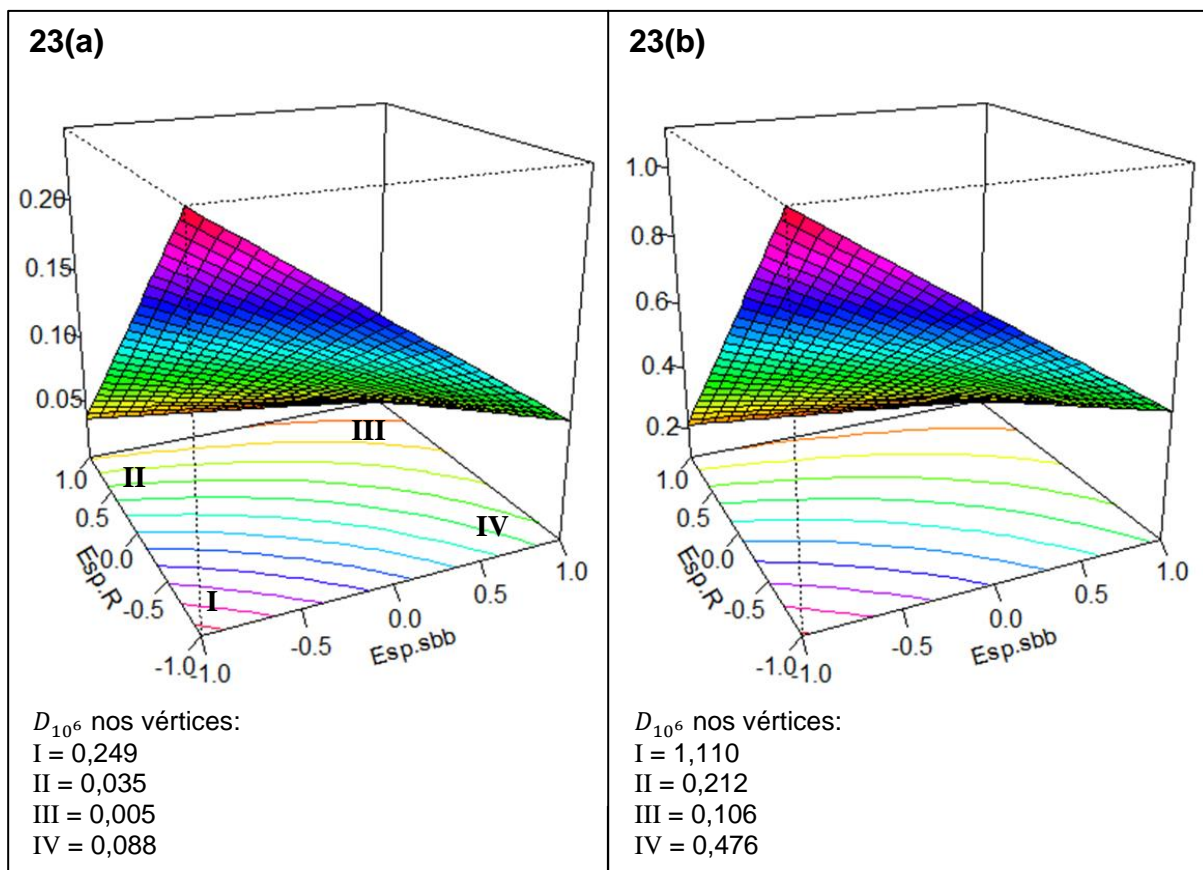 23(a)
0.20
0.15
0.10
0.05
1.0
0.5
0.0
-0.5
-1.0
Esp.R
-1.0
-0.5
0.0
0.5
1.0
Esp.sbb
I
II
III
IV
D₁₀⁶ nos vértices:
I = 0,249
II = 0,035
III = 0,005
IV = 0,088
23(b)
1.0
0.8
0.6
0.4
0.2
1.0
0.5
0.0
-0.5
-1.0
Esp.R
-1.0
-0.5
0.0
0.5
1.0
Esp.sbb
D₁₀⁶ nos vértices:
I = 1,110
II = 0,212
III = 0,106
IV = 0,476